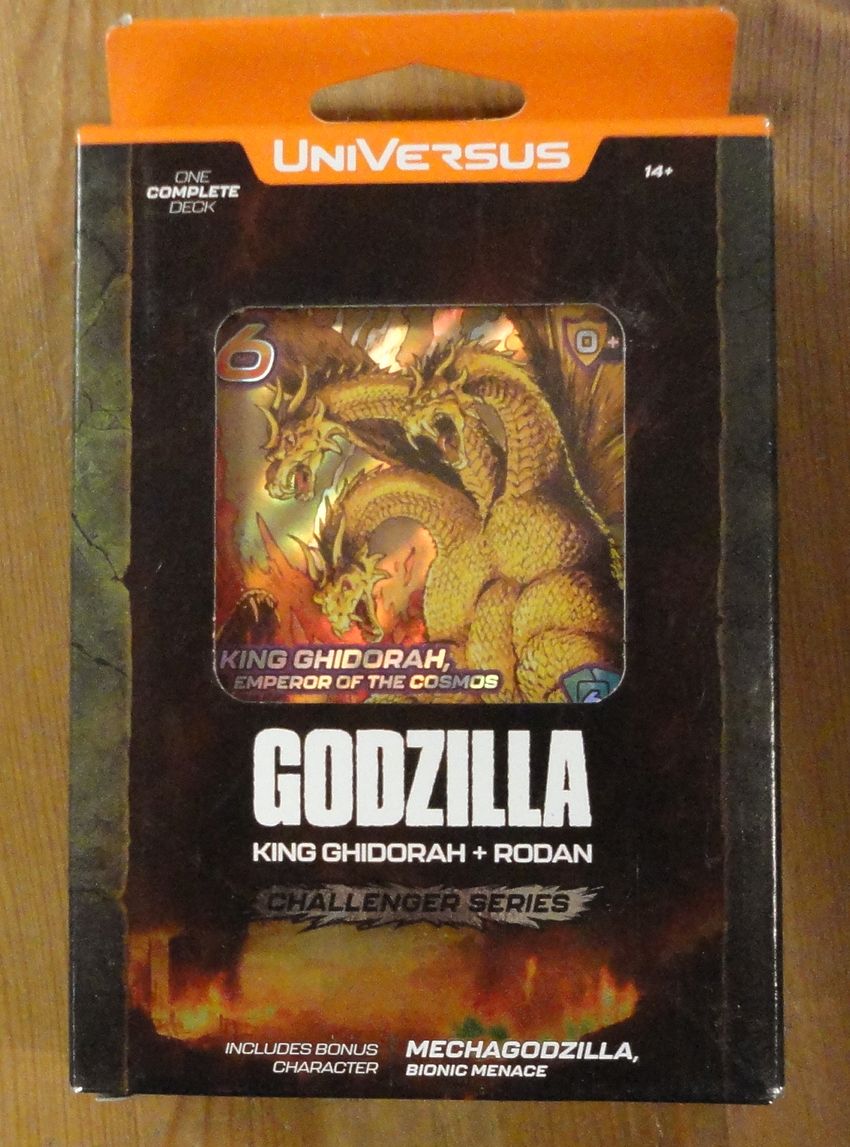 UniVersus
ONE
COMPLETE
DECK
14+
6
0 +
KING GHIDORAH,
EMPEROR OF THE COSMOS
6
GODZILLA
KING GHIDORAH + RODAN
CHALLENGER SERIES
INCLUDES BONUS
CHARACTER
MECHAGODZILLA,
BIONIC MENACE